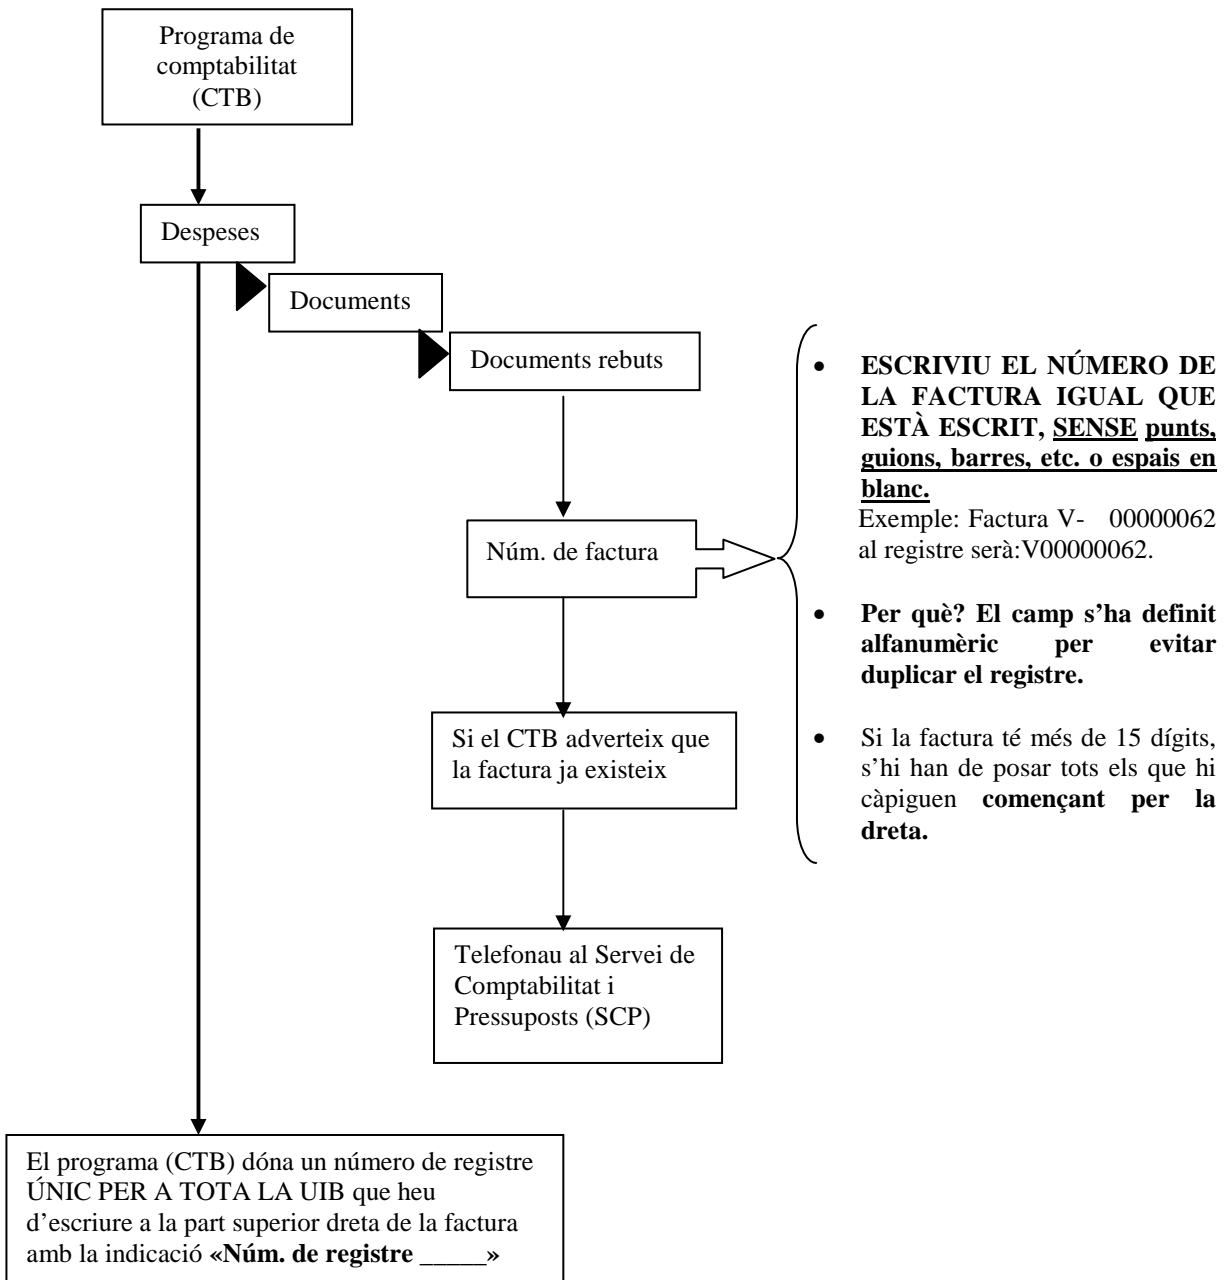 Programa de
comptabilitat
(CTB)
Despeses
Documents
Documents rebuts
Núm. de factura
Si el CTB adverteix que
la factura ja existeix
Telefonau al Servei de
Comptabilitat i
Pressuposts (SCP)
• ESCRIVIU EL NÚMERO DE
LA FACTURA IGUAL QUE
ESTÀ ESCRIT, SENSE punts,
guions, barres, etc. o espais en
blanc.
Exemple: Factura V- 00000062
al registre serà:V00000062.
• Per què? El camp s’ha definit
alfanumèric per evitar
duplicar el registre.
• Si la factura té més de 15 dígits,
s’hi han de posar tots els que hi
càpiguen començant per la
dreta.
El programa (CTB) dóna un número de registre
ÚNIC PER A TOTA LA UIB que heu
d’escriure a la part superior dreta de la factura
amb la indicació «Núm. de registre _____»